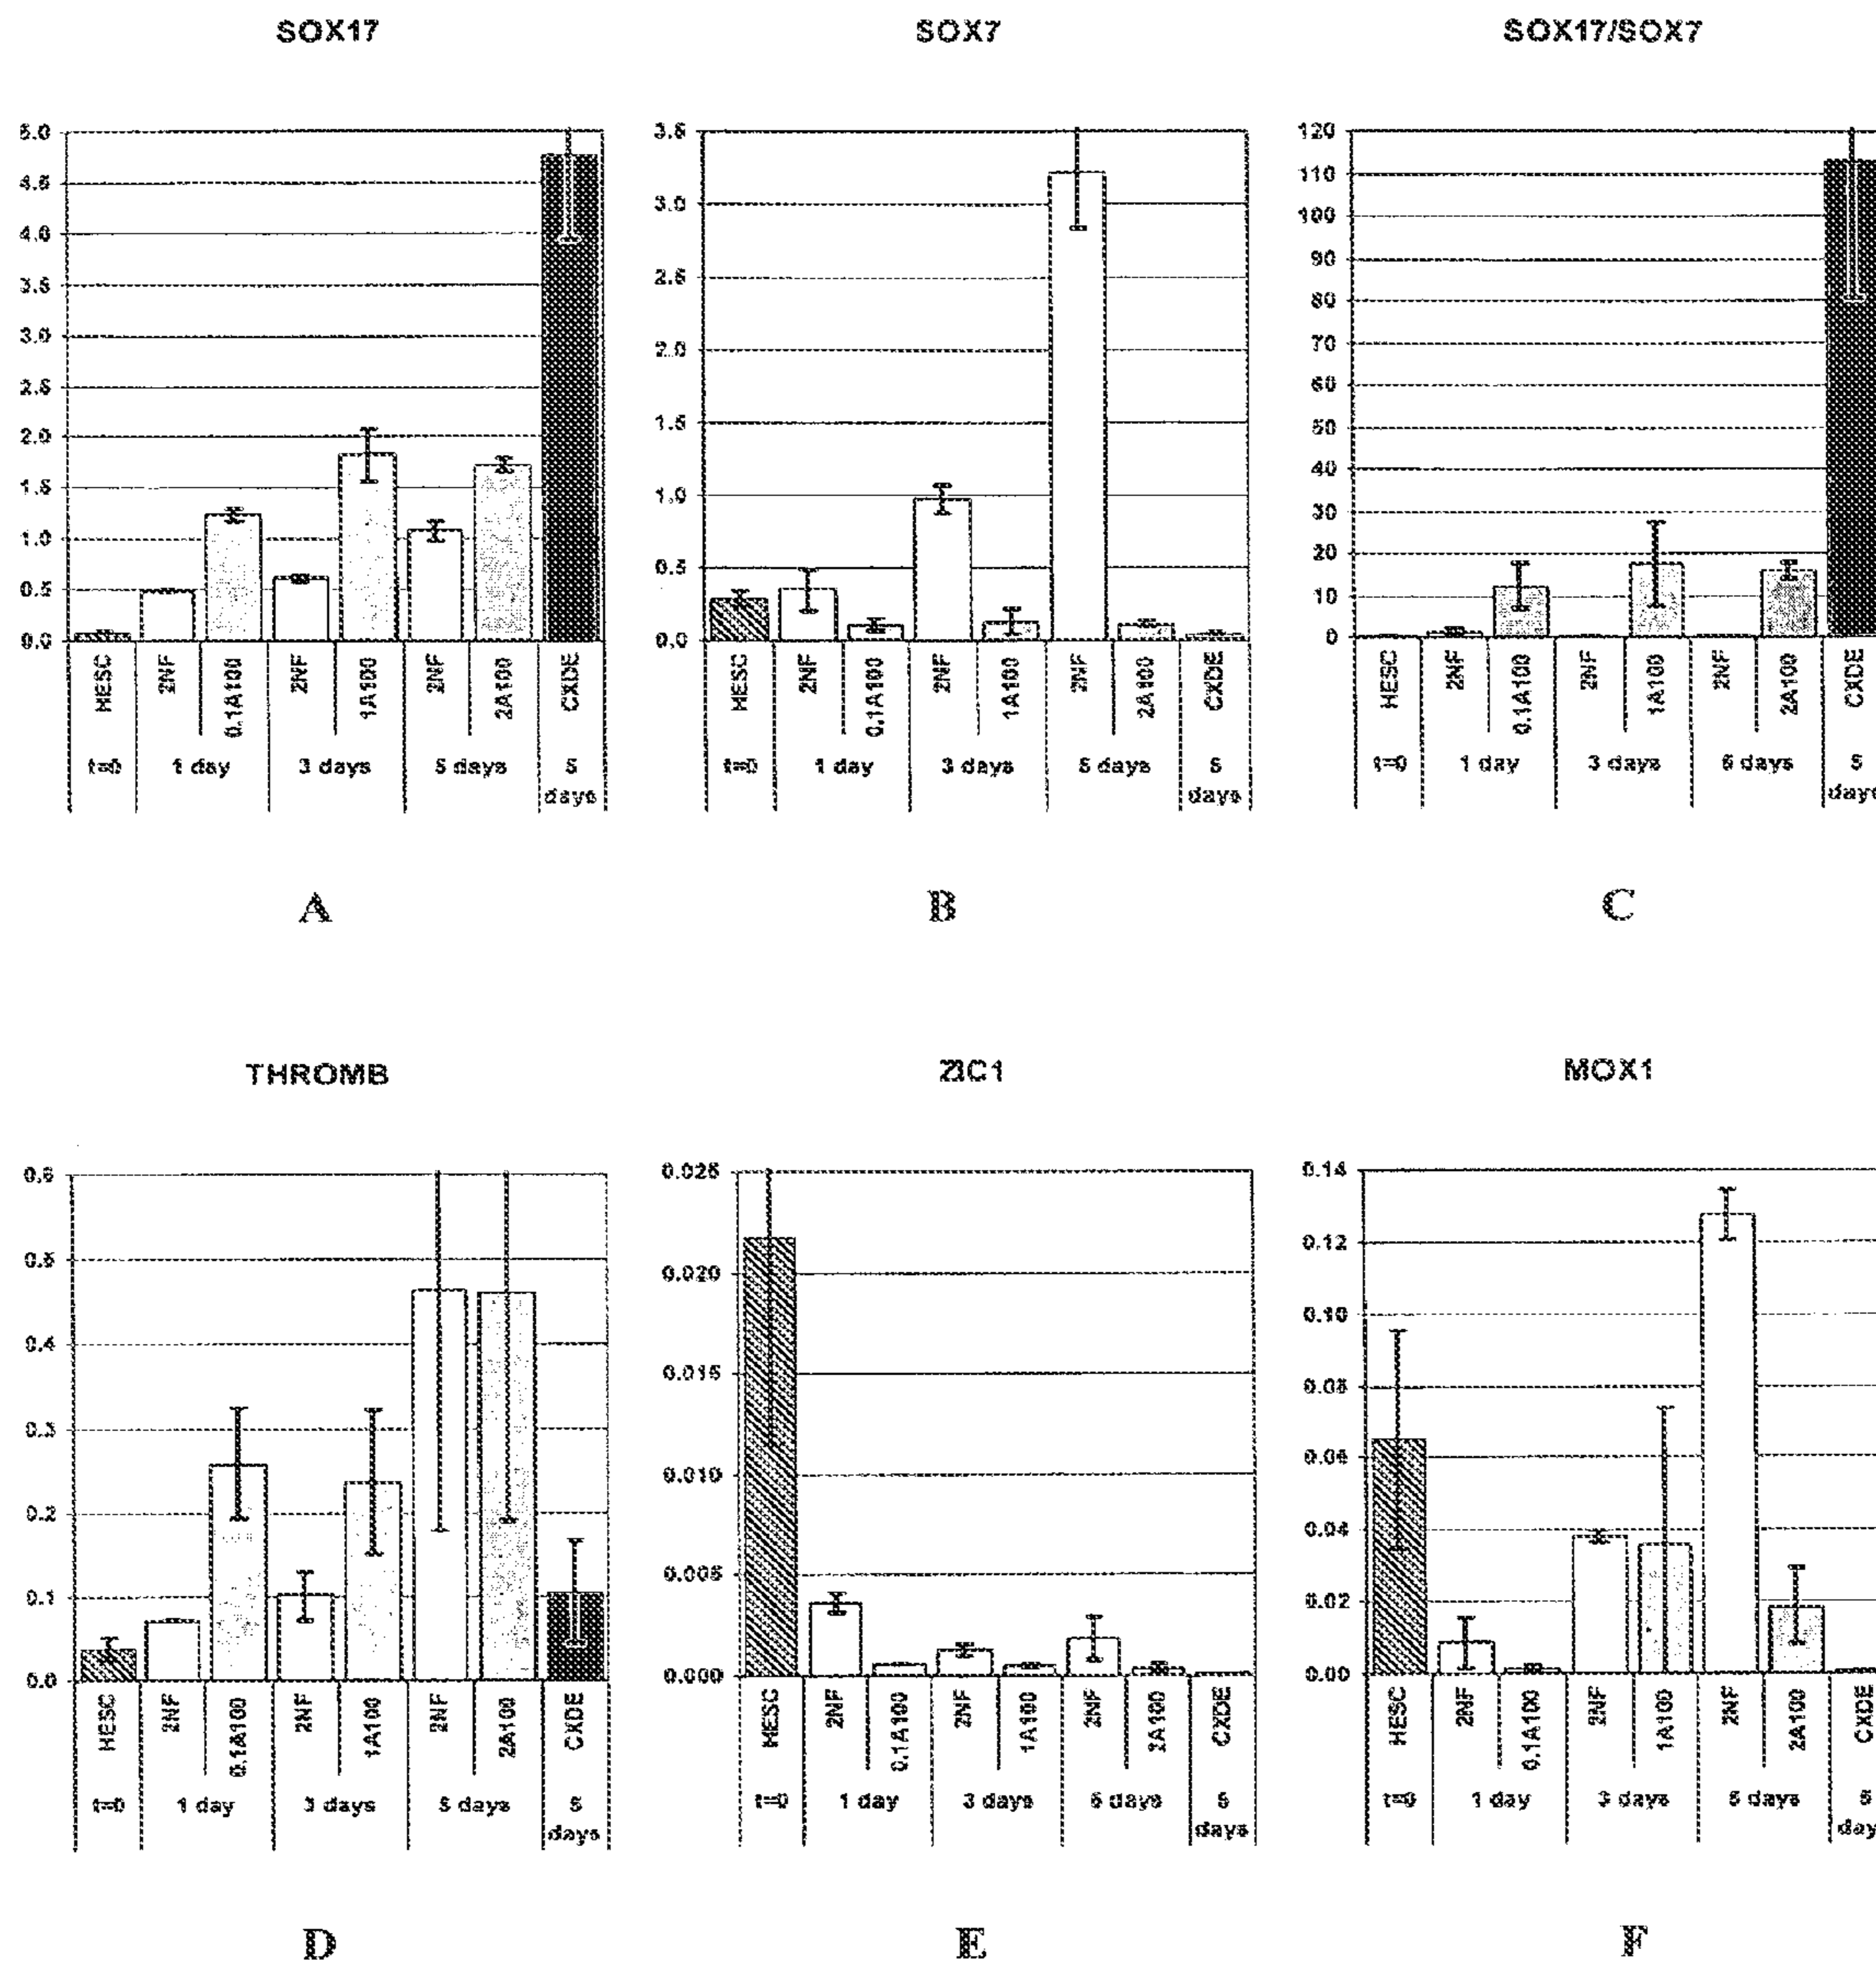 SOX17
SOX7
SOX17/SOX7
5.0
4.5
4.0
3.5
3.0
2.5
2.0
1.5
1.0
0.5
0.0
HESC
2NF
0.1A100
2NF
1A100
2NF
2A100
CXDE
t=0
1 day
3 days
5 days
5
days
3.5
3.0
2.5
2.0
1.5
1.0
0.5
0.0
HESC
2NF
0.1A100
2NF
1A100
2NF
2A100
CXDE
t=0
1 day
3 days
5 days
5
days
120
110
100
90
80
70
60
50
40
30
20
10
0
HESC
2NF
0.1A100
2NF
1A100
2NF
2A100
CXDE
t=0
1 day
3 days
5 days
5
days
A
B
C
THROMB
ZIC1
MOX1
0.6
0.5
0.4
0.3
0.2
0.1
0.0
HESC
2NF
0.1A100
2NF
1A100
2NF
2A100
CXDE
t=0
1 day
3 days
5 days
5
days
0.025
0.020
0.015
0.010
0.005
0.000
HESC
2NF
0.1A100
2NF
1A100
2NF
2A100
CXDE
t=0
1 day
3 days
5 days
5
days
0.14
0.12
0.10
0.08
0.06
0.04
0.02
0.00
HESC
2NF
0.1A100
2NF
1A100
2NF
2A100
CXDE
t=0
1 day
3 days
5 days
5
day
D
E
F